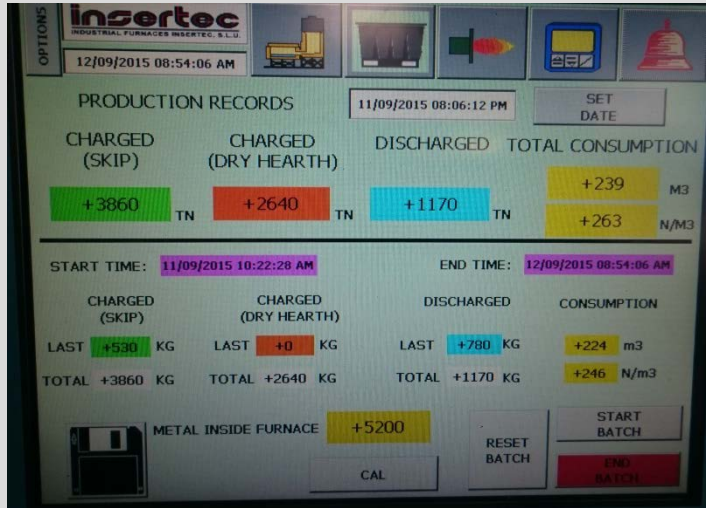 OPTIONS
insertec
INDUSTRIAL FURNACES INSERTEC, S.L.U.
12/09/2015 08:54:06 AM
PRODUCTION RECORDS
11/09/2015 08:06:12 PM
SET
DATE
CHARGED
(SKIP)
CHARGED
(DRY HEARTH)
DISCHARGED
TOTAL CONSUMPTION
+3860 TN
+2640 TN
+1170 TN
+239 M3
+263 N/M3
START TIME: 11/09/2015 10:22:28 AM
END TIME: 12/09/2015 08:54:06 AM
CHARGED
(SKIP)
CHARGED
(DRY HEARTH)
DISCHARGED
CONSUMPTION
LAST +530 KG
LAST +0 KG
LAST +780 KG
+224 m3
TOTAL +3860 KG
TOTAL +2640 KG
TOTAL +1170 KG
+246 N/m3
METAL INSIDE FURNACE +5200
CAL
RESET
BATCH
START
BATCH
END
BATCH